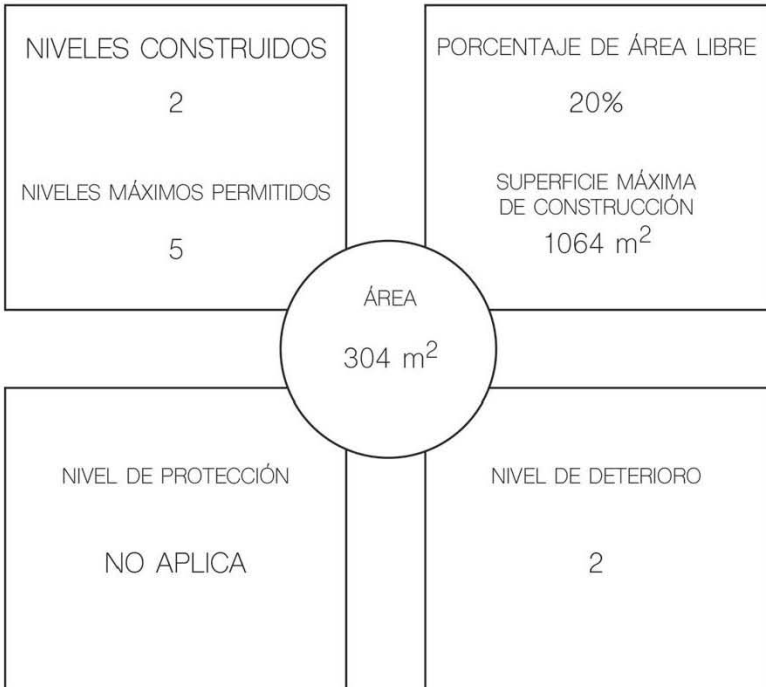 NIVELES CONSTRUIDOS
2
NIVELES MÁXIMOS PERMITIDOS
5
PORCENTAJE DE ÁREA LIBRE
20%
SUPERFICIE MÁXIMA
DE CONSTRUCCIÓN
1064 m²
ÁREA
304 m²
NIVEL DE PROTECCIÓN
NO APLICA
NIVEL DE DETERIORO
2